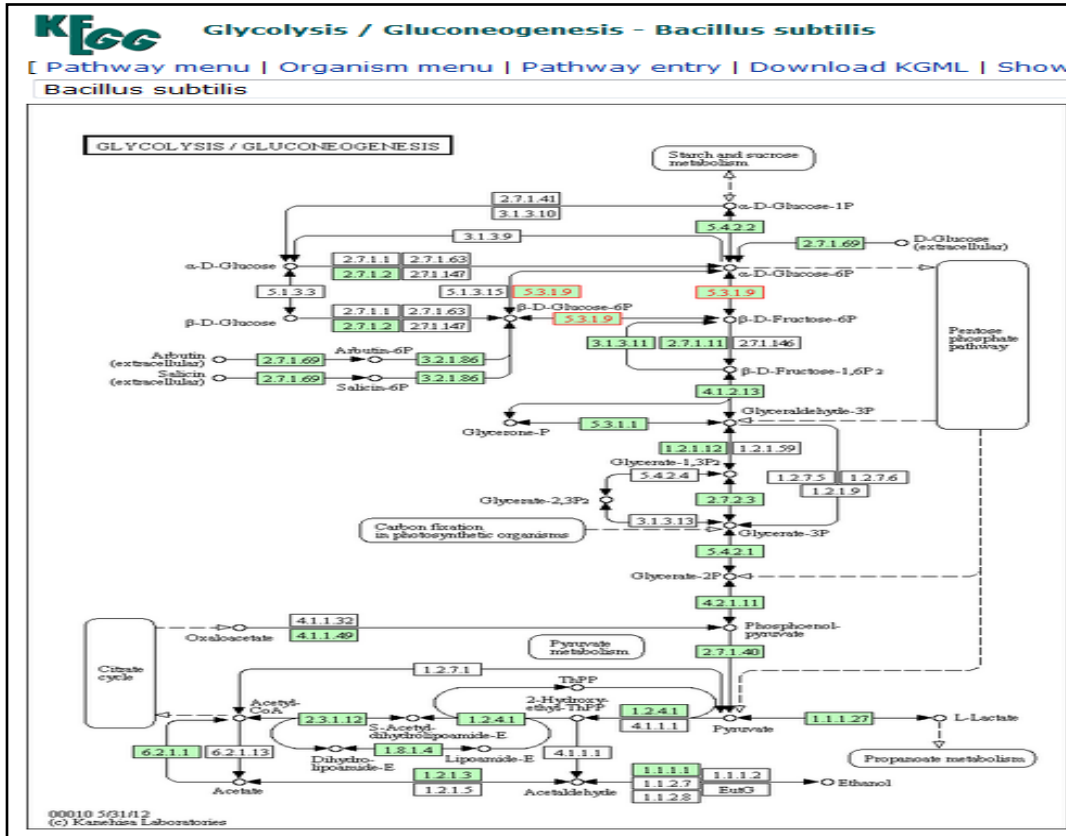 KEGG
Glycolysis / Gluconeogenesis - Bacillus subtilis
[ Pathway menu | Organism menu | Pathway entry | Download KGML | Show
Bacillus subtilis
GLYCOLYSIS / GLUCONEOGENESIS
Starch and sucrose
metabolism
2.7.1.41
3.1.3.10
α-D-Glucose-1P
5.4.2.2
3.1.3.9
2.7.1.69
D-Glucose
(extracellular)
α-D-Glucose
2.7.1.1
2.7.1.63
2.7.1.2
2.7.1.147
α-D-Glucose-6P
5.1.3.3
5.1.3.15
5.3.1.9
5.3.1.9
β-D-Glucose-6P
β-D-Glucose
2.7.1.1
2.7.1.63
2.7.1.2
2.7.1.147
5.3.1.9
β-D-Fructose-6P
Pentose
phosphate
pathway
Arbutin
(extracellular)
2.7.1.69
Arbutin-6P
3.2.1.86
3.1.3.11
2.7.1.11
2.7.1.146
Salicin
(extracellular)
2.7.1.69
Salicin-6P
3.2.1.86
β-D-Fructose-1,6P2
4.1.2.13
Glyceraldehyde-3P
Glycerone-P
5.3.1.1
1.2.1.12
1.2.1.59
Glycerate-1,3P2
5.4.2.4
1.2.7.5
1.2.7.6
1.2.1.9
Glycerate-2,3P2
2.7.2.3
3.1.3.13
Carbon fixation
in photosynthetic organisms
Glycerate-3P
5.4.2.1
Glycerate-2P
4.2.1.11
4.1.1.32
Oxaloacetate
4.1.1.49
Phosphoenol-
pyruvate
Pyruvate
metabolism
2.7.1.40
Citrate
cycle
1.2.7.1
ThPP
Acetyl-
CoA
2.3.1.12
S-Acetyl-
dihydrolipoamide-E
1.2.4.1
2-Hydroxy-
ethyl-ThPP
1.2.4.1
4.1.1.1
Pyruvate
1.1.1.27
L-Lactate
6.2.1.1
6.2.1.13
Dihydro-
lipoamide-E
1.8.1.4
Lipoamide-E
4.1.1.1
Propanoate metabolism
Acetate
1.2.1.3
1.2.1.5
Acetaldehyde
1.1.1.1
1.1.2.7
1.1.2.8
1.1.1.2
EutG
Ethanol
00010 5/31/12
(c) Kanehisa Laboratories